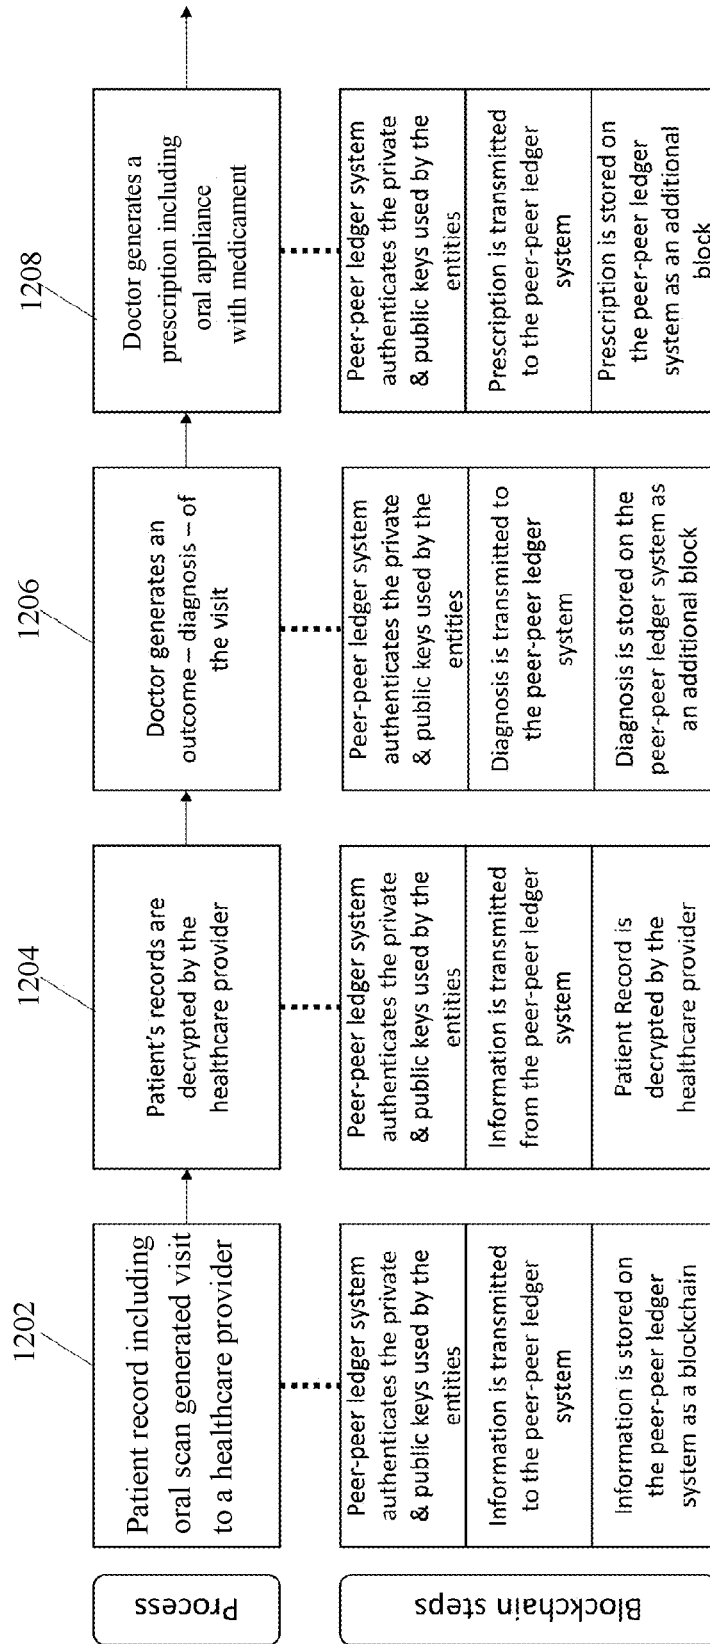 Process
1202
Patient record including
oral scan generated visit
to a healthcare provider
1204
Patient's records are
decrypted by the
healthcare provider
1206
Doctor generates an
outcome – diagnosis – of
the visit
1208
Doctor generates a
prescription including
oral appliance
with medicament
Blockchain steps
Peer-peer ledger system
authenticates the private
& public keys used by the
entities
Information is transmitted
to the peer-peer ledger
system
Information is stored on
the peer-peer ledger
system as a blockchain
Peer-peer ledger system
authenticates the private
& public keys used by the
entities
Information is transmitted
from the peer-peer ledger
system
Patient Record is
decrypted by the
healthcare provider
Peer-peer ledger system
authenticates the private
& public keys used by the
entities
Diagnosis is transmitted to
the peer-peer ledger
system
Diagnosis is stored on the
peer-peer ledger system as
an additional block
Peer-peer ledger system
authenticates the private
& public keys used by the
entities
Prescription is transmitted
to the peer-peer ledger
system
Prescription is stored on
the peer-peer ledger
system as an additional
block